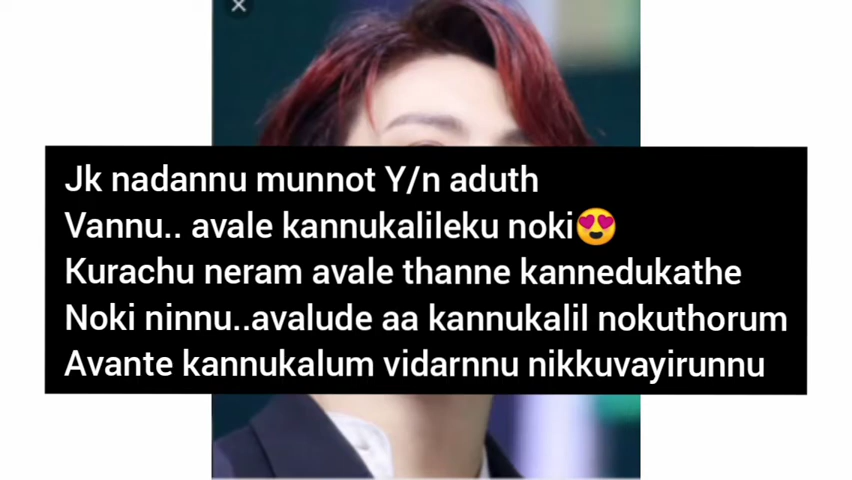 Jk nadannu munnot Y/n aduth
Vannu.. avale kannukalileku noki😍
Kurachu neram avale thanne kannedukathe
Noki ninnu..avalude aa kannukalil nokuthorum
Avante kannukalum vidarnnu nikkuvayirunnu